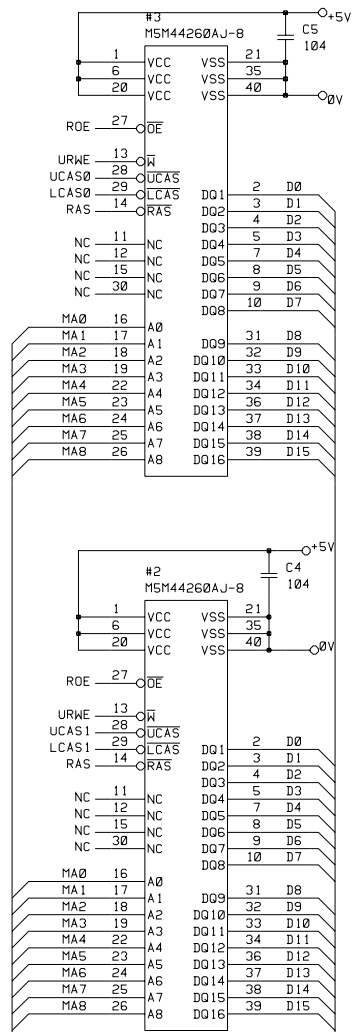 #3
M5M44260AJ-8
C5
104
+5V
0V
1 VCC VSS 21
6 VCC VSS 35
20 VCC VSS 40
ROE 27 OE
URWE 13 W
UCAS0 28 UCAS
LCAS0 29 LCAS DQ1 2 D0
RAS 14 RAS DQ2 3 D1
DQ3 4 D2
NC 11 NC DQ4 5 D3
NC 12 NC DQ5 7 D4
NC 15 NC DQ6 8 D5
NC 30 NC DQ7 9 D6
DQ8 10 D7
MA0 16 A0
MA1 17 A1 DQ9 31 D8
MA2 18 A2 DQ10 32 D9
MA3 19 A3 DQ11 33 D10
MA4 22 A4 DQ12 34 D11
MA5 23 A5 DQ13 36 D12
MA6 24 A6 DQ14 37 D13
MA7 25 A7 DQ15 38 D14
MA8 26 A8 DQ16 39 D15
#2
M5M44260AJ-8
+5V
C4
104
0V
1 VCC VSS 21
6 VCC VSS 35
20 VCC VSS 40
ROE 27 OE
URWE 13 W
UCAS1 28 UCAS
LCAS1 29 LCAS DQ1 2 D0
RAS 14 RAS DQ2 3 D1
DQ3 4 D2
NC 11 NC DQ4 5 D3
NC 12 NC DQ5 7 D4
NC 15 NC DQ6 8 D5
NC 30 NC DQ7 9 D6
DQ8 10 D7
MA0 16 A0
MA1 17 A1 DQ9 31 D8
MA2 18 A2 DQ10 32 D9
MA3 19 A3 DQ11 33 D10
MA4 22 A4 DQ12 34 D11
MA5 23 A5 DQ13 36 D12
MA6 24 A6 DQ14 37 D13
MA7 25 A7 DQ15 38 D14
MA8 26 A8 DQ16 39 D15